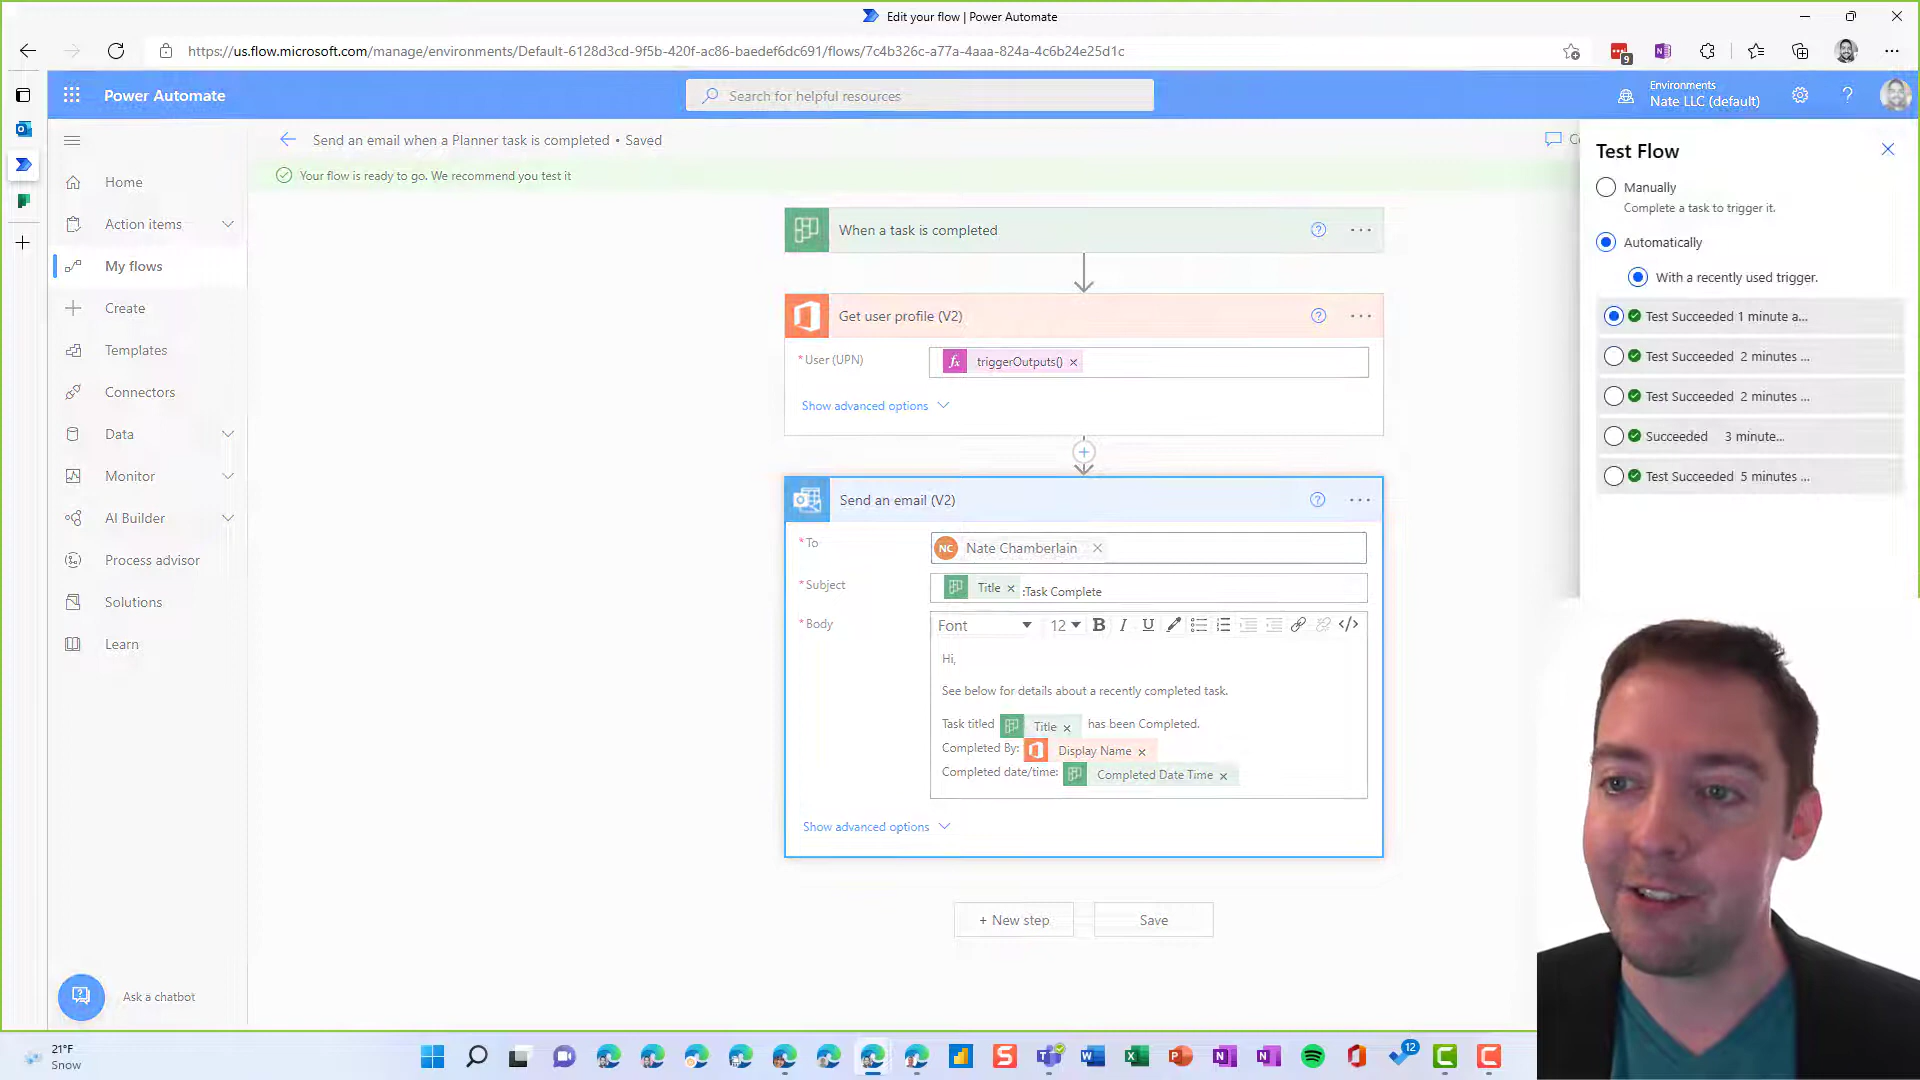 Edit your flow | Power Automate
https://us.flow.microsoft.com/manage/environments/Default-6128d3cd-9f5b-420f-ac86-baedef6dc691/flows/7c4b326c-a77a-4aaa-824a-4c6b24e25d1c
9
Power Automate
Search for helpful resources
Environments
Nate LLC (default)
Send an email when a Planner task is completed • Saved
Your flow is ready to go. We recommend you test it
Home
Action items
My flows
Create
Templates
Connectors
Data
Monitor
AI Builder
Process advisor
Solutions
Learn
Ask a chatbot
When a task is completed
Get user profile (V2)
* User (UPN)
fx triggerOutputs() ×
Show advanced options
Send an email (V2)
* To
NC Nate Chamberlain ×
* Subject
Title × :Task Complete
* Body
Font 12 B I U </>
Hi,
See below for details about a recently completed task.
Task titled Title × has been Completed.
Completed By: Display Name ×
Completed date/time: Completed Date Time ×
Show advanced options
+ New step
Save
Test Flow
Manually
Complete a task to trigger it.
Automatically
With a recently used trigger.
Test Succeeded 1 minute a...
Test Succeeded 2 minutes ...
Test Succeeded 2 minutes ...
Succeeded 3 minute...
Test Succeeded 5 minutes ...
21°F
Snow
12